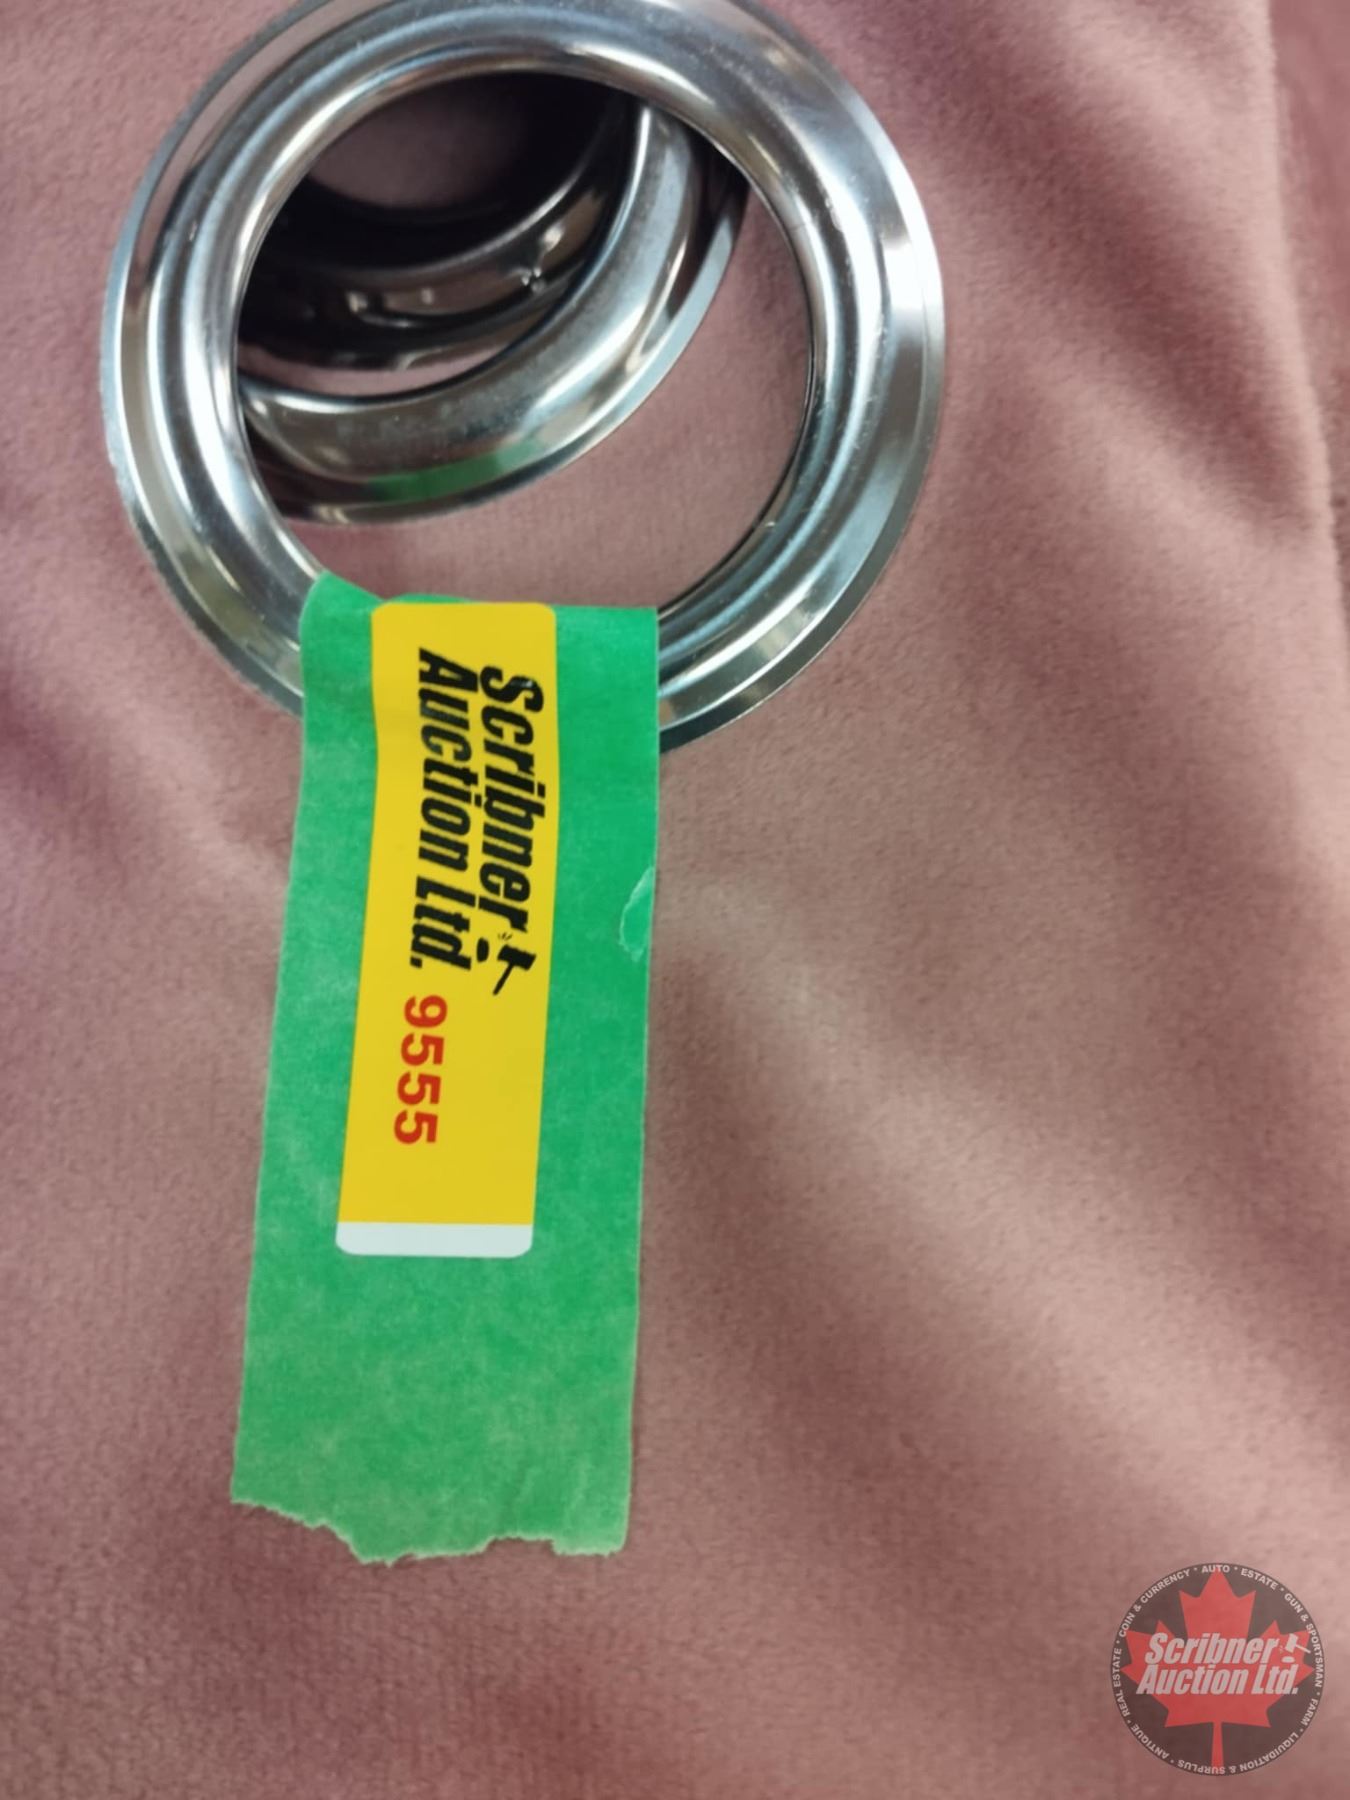 Scribner
Auction Ltd.
9555
COIN & CURRENCY • AUTO • ESTATE • GUN & SPORTSMAN • FARM • LIQUIDATION & SURPLUS • ANTIQUE • REAL ESTATE •
Scribner
Auction Ltd.